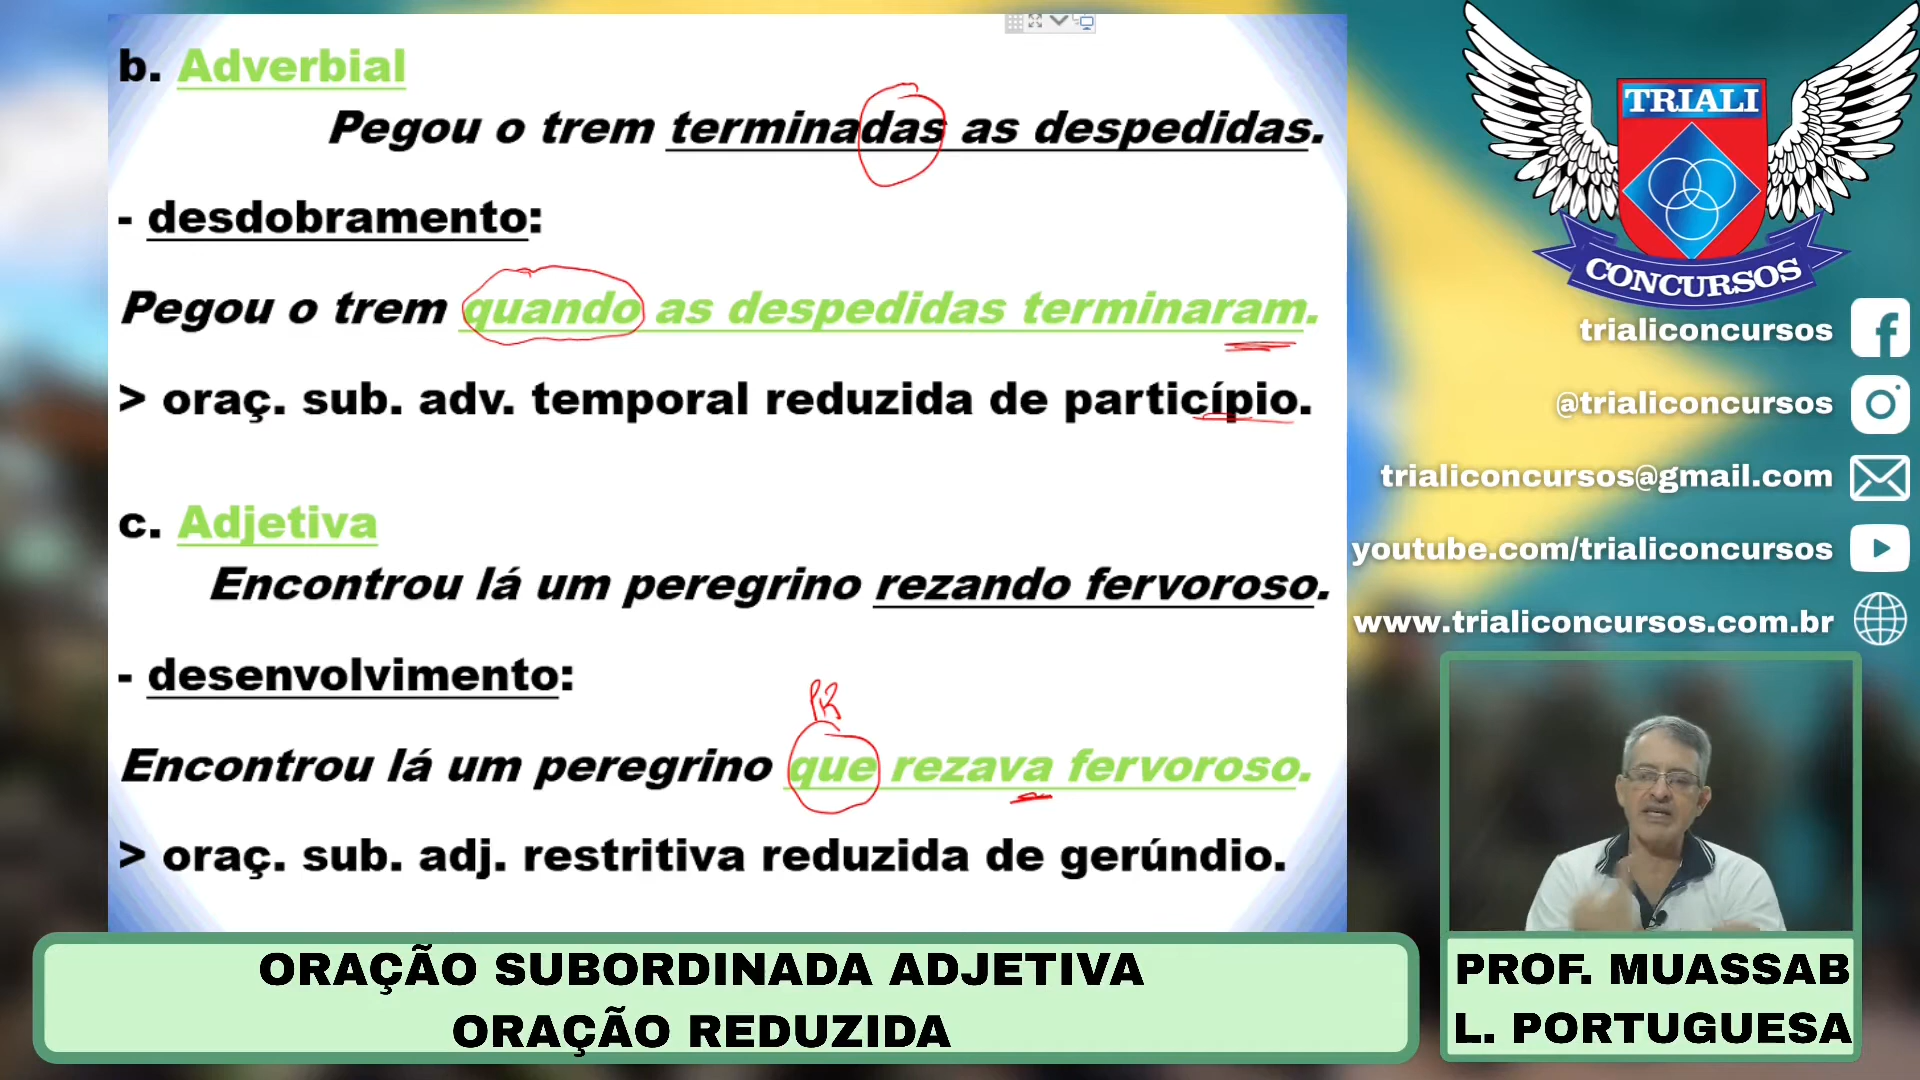 b. Adverbial
Pegou o trem terminadas as despedidas.
- desdobramento:
Pegou o trem quando as despedidas terminaram.
> oraç. sub. adv. temporal reduzida de particípio.
c. Adjetiva
Encontrou lá um peregrino rezando fervoroso.
- desenvolvimento:
PR
Encontrou lá um peregrino que rezava fervoroso.
> oraç. sub. adj. restritiva reduzida de gerúndio.
TRIALI
CONCURSOS
trialiconcursos
@trialiconcursos
trialiconcursos@gmail.com
youtube.com/trialiconcursos
www.trialiconcursos.com.br
ORAÇÃO SUBORDINADA ADJETIVA
ORAÇÃO REDUZIDA
PROF. MUASSAB
L. PORTUGUESA